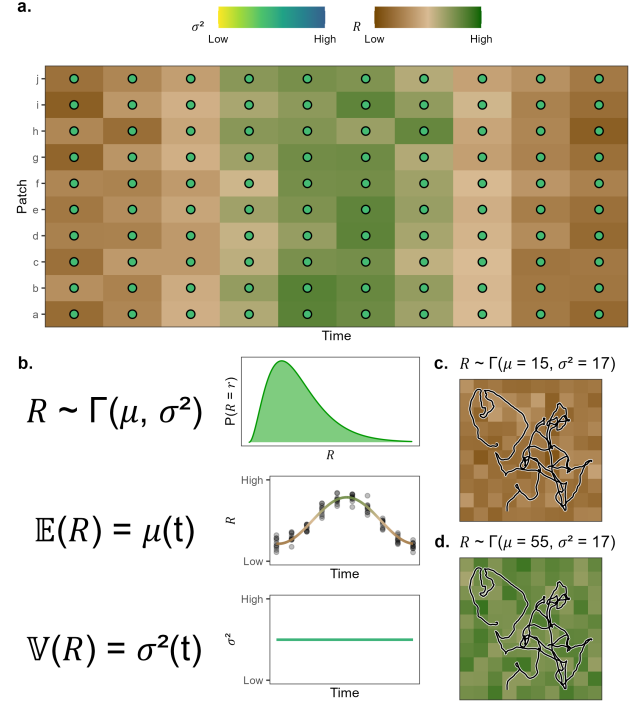 a.
σ² Low High
R Low High
Patch
j
i
h
g
f
e
d
c
b
a
Time
b.
R ~ Γ(μ, σ²)
P(R = r)
R
𝔼(R) = μ(t)
High
R
Low
Time
𝕍(R) = σ²(t)
High
σ²
Low
Time
c. R ~ Γ(μ = 15, σ² = 17)
d. R ~ Γ(μ = 55, σ² = 17)